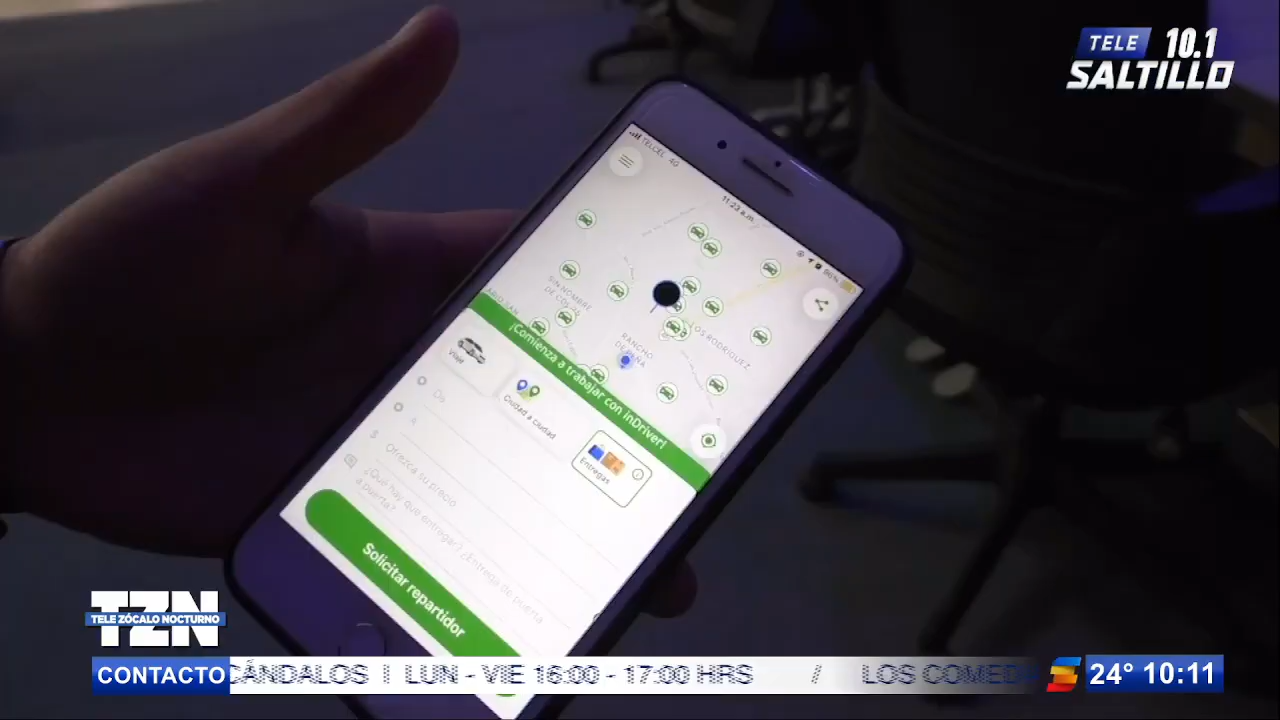 TELE 10.1
SALTILLO
TELCEL 4G
11:23 a.m.
96%
SIN NOMBRE
DE COL
RANCHO
DE PEÑA
LOS RODRIGUEZ
¡Comienza a trabajar con inDriver!
Viaje
Ciudad a ciudad
Entregas
De
A
$ Ofrezca su precio
¿Qué hay que entregar? ¿Entrega de puerta
a puerta?
Solicitar repartidor
TZN
TELE ZÓCALO NOCTURNO
CONTACTO
CÁNDALOS | LUN - VIE 16:00 - 17:00 HRS / LOS COMED
24° 10:11